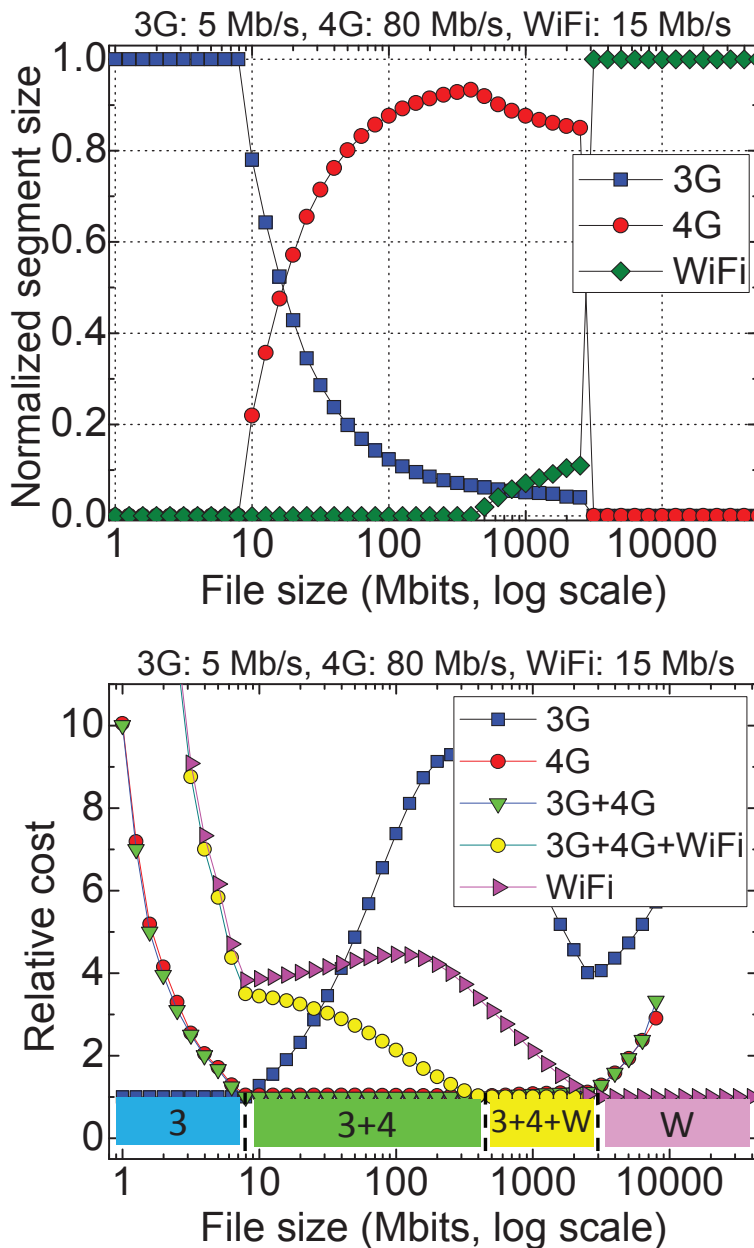 3G: 5 Mb/s, 4G: 80 Mb/s, WiFi: 15 Mb/s
Normalized segment size
1.0
0.8
0.6
0.4
0.2
0.0
3G
4G
WiFi
1 10 100 1000 10000
File size (Mbits, log scale)
3G: 5 Mb/s, 4G: 80 Mb/s, WiFi: 15 Mb/s
Relative cost
10
8
6
4
2
0
3G
4G
3G+4G
3G+4G+WiFi
WiFi
3 3+4 3+4+W W
1 10 100 1000 10000
File size (Mbits, log scale)